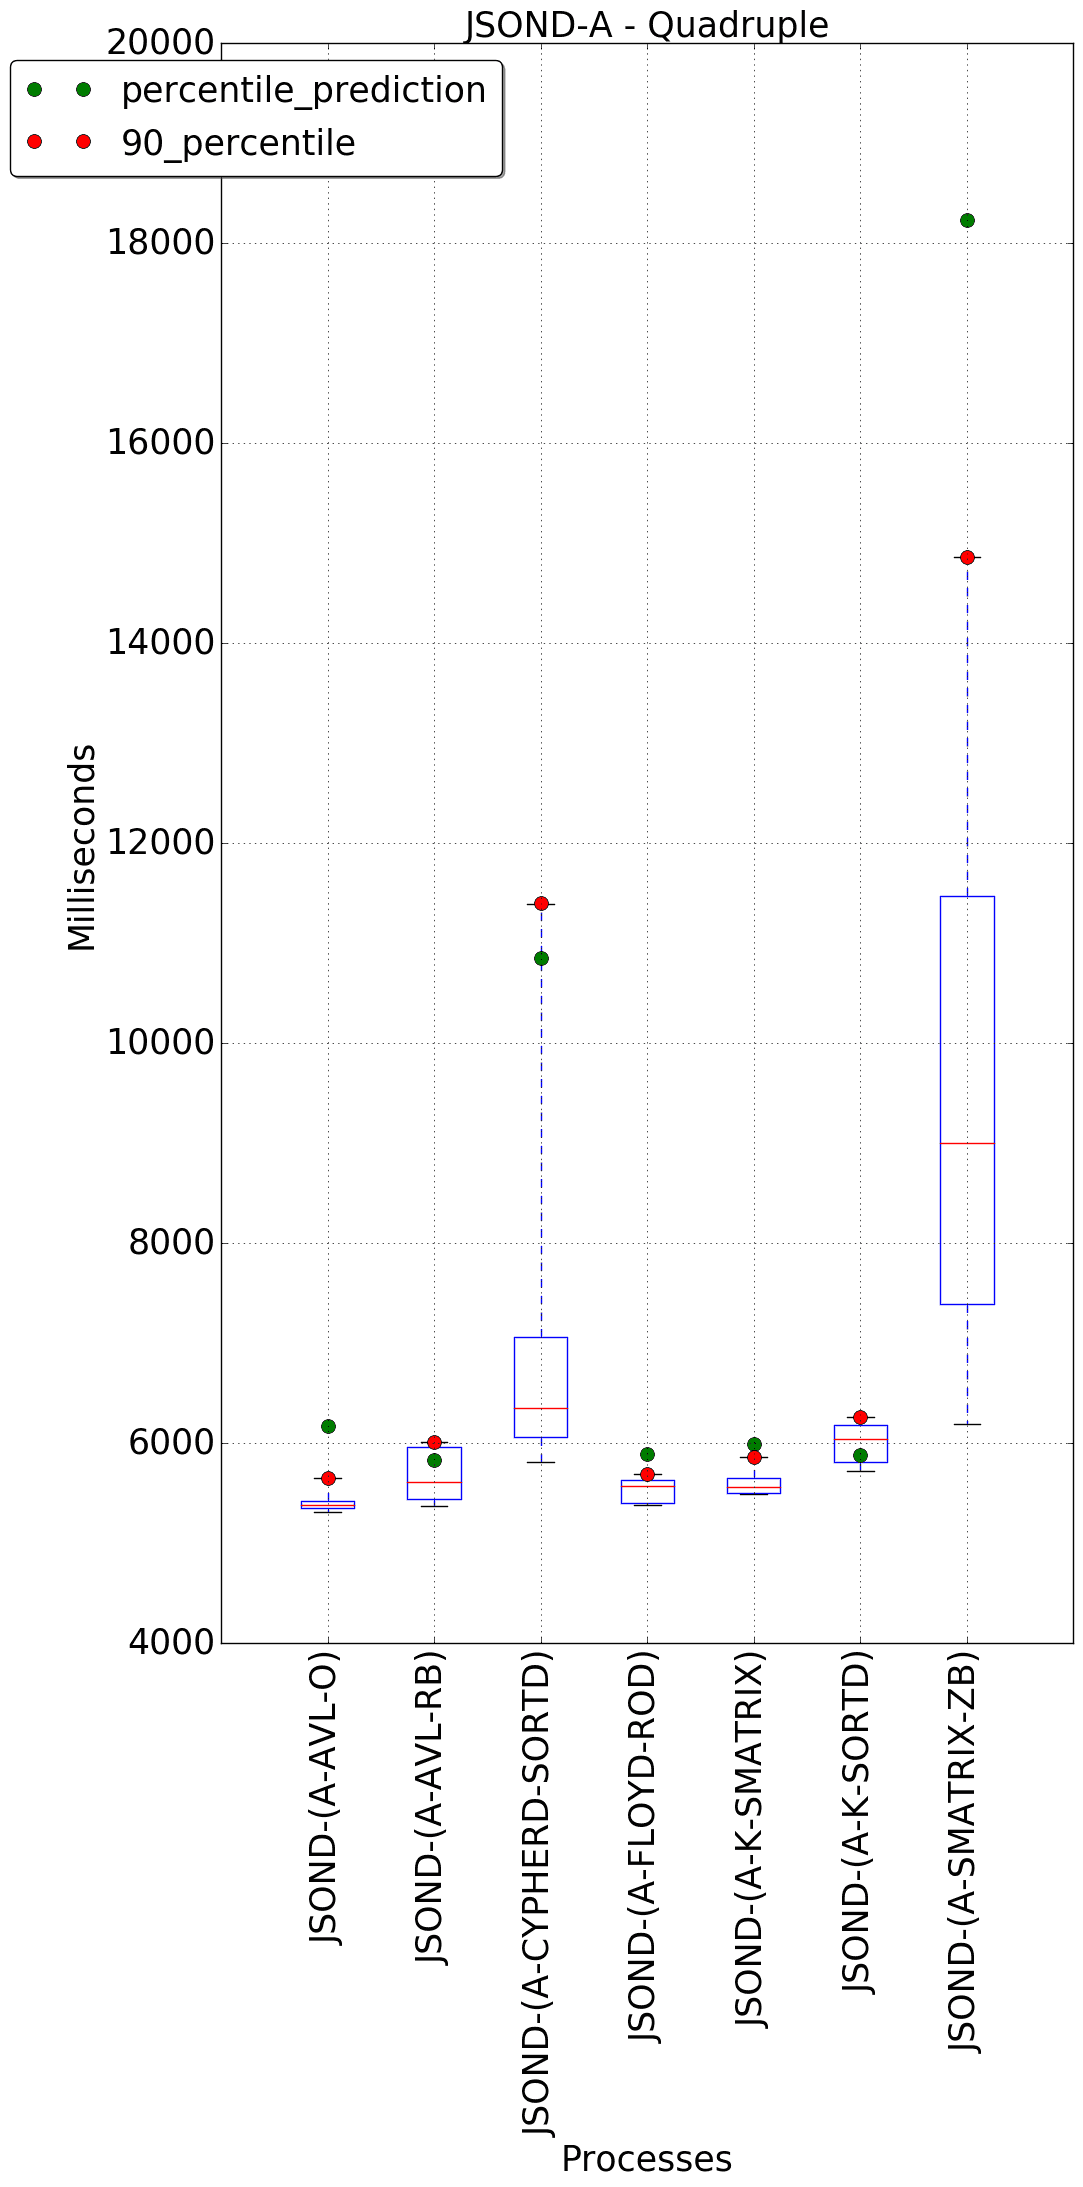 JSOND-A - Quadruple
percentile_prediction
90_percentile
20000
18000
16000
14000
12000
10000
8000
6000
4000
Milliseconds
JSOND-(A-AVL-O)
JSOND-(A-AVL-RB)
JSOND-(A-CYPHERD-SORTD)
JSOND-(A-FLOYD-ROD)
JSOND-(A-K-SMATRIX)
JSOND-(A-K-SORTD)
JSOND-(A-SMATRIX-ZB)
Processes